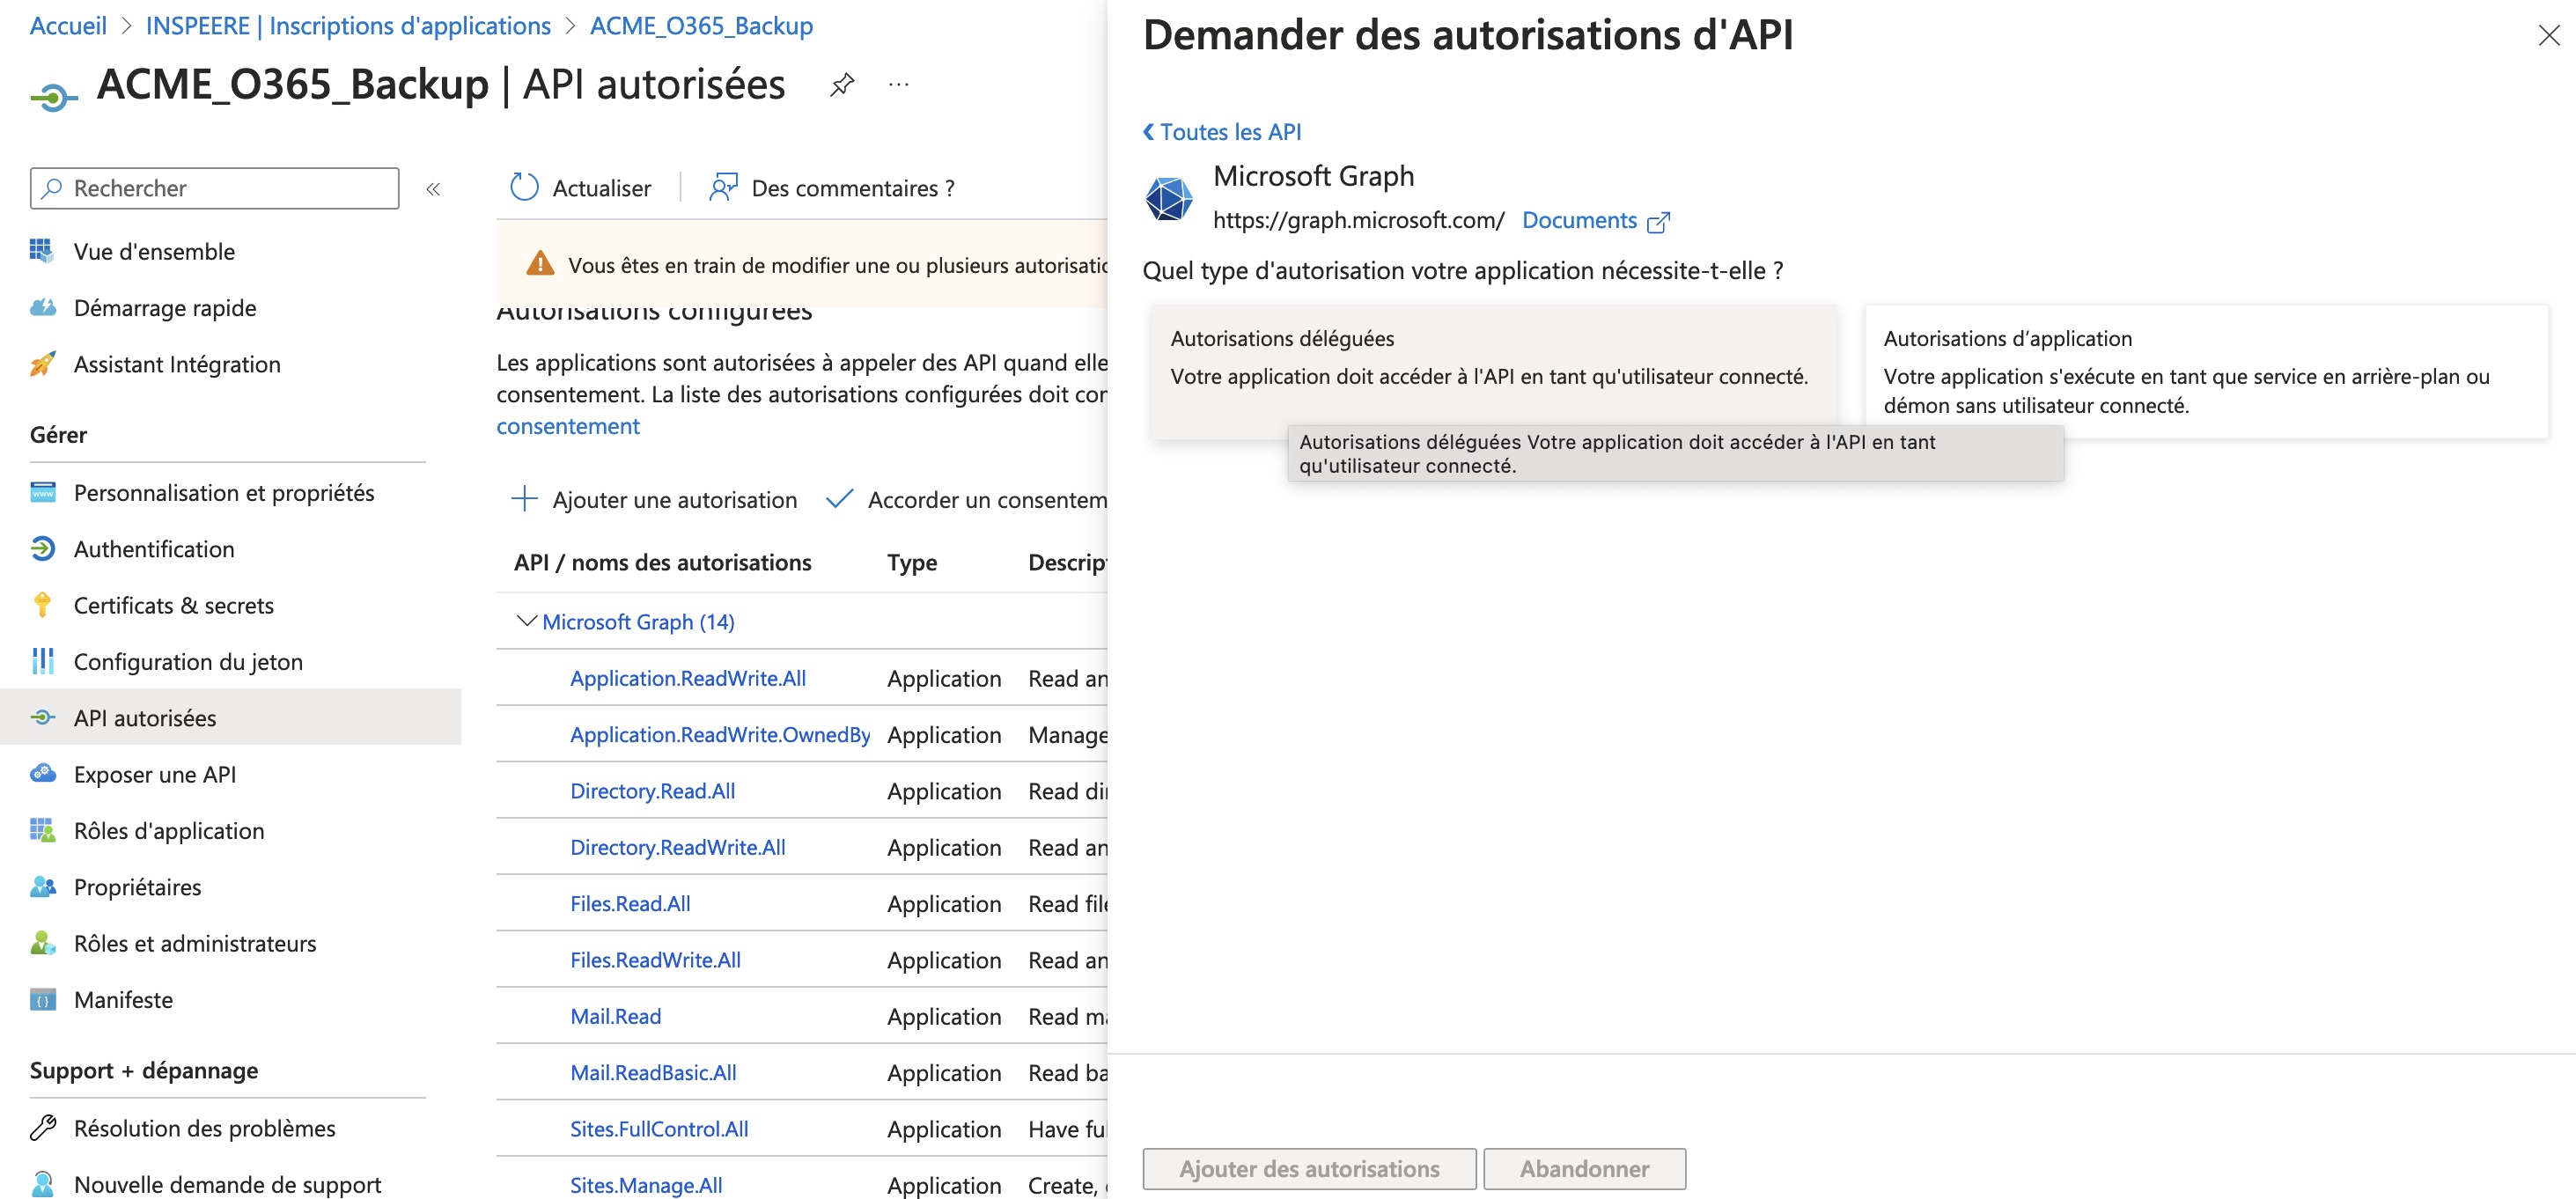 Accueil > INSPEERE | Inscriptions d'applications > ACME_O365_Backup
ACME_O365_Backup | API autorisées
Rechercher
Vue d'ensemble
Démarrage rapide
Assistant Intégration
Gérer
Personnalisation et propriétés
Authentification
Certificats & secrets
Configuration du jeton
API autorisées
Exposer une API
Rôles d'application
Propriétaires
Rôles et administrateurs
Manifeste
Support + dépannage
Résolution des problèmes
Nouvelle demande de support
Actualiser
Des commentaires ?
Vous êtes en train de modifier une ou plusieurs autorisatio
Autorisations configurées
Les applications sont autorisées à appeler des API quand elle
consentement. La liste des autorisations configurées doit con
consentement
Ajouter une autorisation
Accorder un consentem
API / noms des autorisations Type Descript
Microsoft Graph (14)
Application.ReadWrite.All Application Read an
Application.ReadWrite.OwnedBy Application Manage
Directory.Read.All Application Read dir
Directory.ReadWrite.All Application Read an
Files.Read.All Application Read file
Files.ReadWrite.All Application Read an
Mail.Read Application Read ma
Mail.ReadBasic.All Application Read ba
Sites.FullControl.All Application Have ful
Sites.Manage.All Application Create,
Demander des autorisations d'API
Toutes les API
Microsoft Graph
https://graph.microsoft.com/ Documents
Quel type d'autorisation votre application nécessite-t-elle ?
Autorisations déléguées
Votre application doit accéder à l'API en tant qu'utilisateur connecté.
Autorisations d’application
Votre application s'exécute en tant que service en arrière-plan ou
démon sans utilisateur connecté.
Autorisations déléguées Votre application doit accéder à l'API en tant
qu'utilisateur connecté.
Ajouter des autorisations
Abandonner